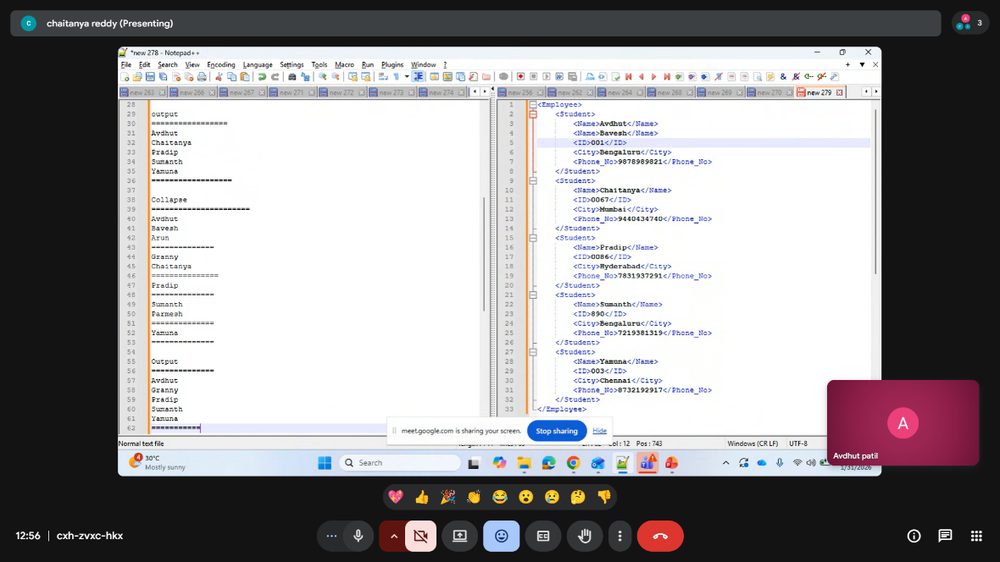 chaitanya reddy (Presenting)
3
*new 278 - Notepad++
File Edit Search View Encoding Language Settings Tools Macro Run Plugins Window ?
new 263 new 266 new 267 new 271 new 272 new 273 new 274
new 256 new 262 new 264 new 268 new 269 new 270 new 279
28
29 output
30 =================
31 Avdhut
32 Chaitanya
33 Pradip
34 Sumanth
35 Yamuna
36 ==================
37
38 Collapse
39 ======================
40 Avdhut
41 Bavesh
42 Arun
43 ==============
44 Granny
45 Chaitanya
46 ===============
47 Pradip
48 ==============
49 Sumanth
50 Parmesh
51 ==============
52 Yamuna
53 ==============
54
55 Output
56 ==============
57 Avdhut
58 Granny
59 Pradip
60 Sumanth
61 Yamuna
62 ===========
1 <Employee>
2 <Student>
3 <Name>Avdhut</Name>
4 <Name>Bavesh</Name>
5 <ID>001</ID>
6 <City>Bengaluru</City>
7 <Phone_No>9878989821</Phone_No>
8 </Student>
9 <Student>
10 <Name>Chaitanya</Name>
11 <ID>0067</ID>
12 <City>Mumbai</City>
13 <Phone_No>9440434740</Phone_No>
14 </Student>
15 <Student>
16 <Name>Pradip</Name>
17 <ID>0086</ID>
18 <City>Hyderabad</City>
19 <Phone_No>7831937291</Phone_No>
20 </Student>
21 <Student>
22 <Name>Sumanth</Name>
23 <ID>890</ID>
24 <City>Bengaluru</City>
25 <Phone_No>7219381319</Phone_No>
26 </Student>
27 <Student>
28 <Name>Yamuna</Name>
29 <ID>003</ID>
30 <City>Chennai</City>
31 <Phone_No>8732192917</Phone_No>
32 </Student>
33 </Employee>
meet.google.com is sharing your screen. Stop sharing Hide
Normal text file
Col : 12 Pos : 743 Windows (CR LF) UTF-8
4 30°C
Mostly sunny
Search
1/31/2026
A
Avdhut patil
12:56 | cxh-zvxc-hkx